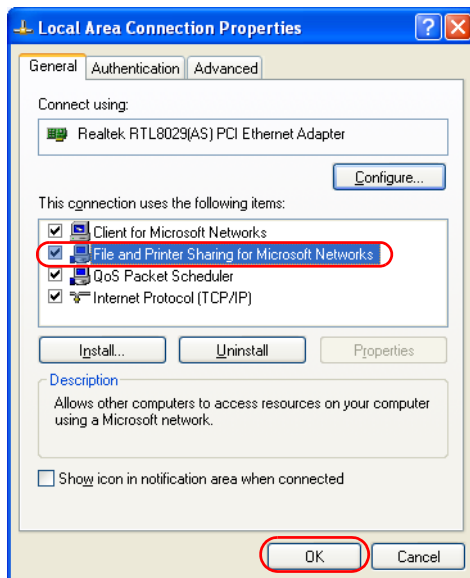 Local Area Connection Properties
General Authentication Advanced
Connect using:
Realtek RTL8029(AS) PCI Ethernet Adapter
Configure...
This connection uses the following items:
Client for Microsoft Networks
File and Printer Sharing for Microsoft Networks
QoS Packet Scheduler
Internet Protocol (TCP/IP)
Install... Uninstall Properties
Description
Allows other computers to access resources on your computer
using a Microsoft network.
Show icon in notification area when connected
OK Cancel